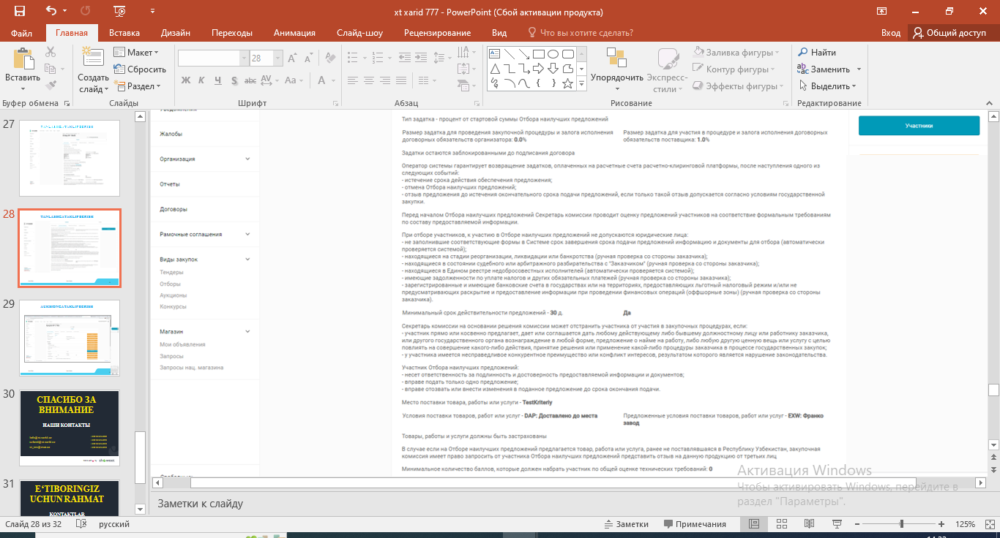 xt xarid 777 - PowerPoint (Сбой активации продукта)
Файл Главная Вставка Дизайн Переходы Анимация Слайд-шоу Рецензирование Вид Что вы хотите сделать? Вход Общий доступ
Вставить
Буфер обмена
Создать слайд
Макет
Сбросить
Раздел
Слайды
28
Ж К Ч S abc AV Aa А
Шрифт
Абзац
Упорядочить
Экспресс-стили
Заливка фигуры
Контур фигуры
Эффекты фигуры
Рисование
Найти
Заменить
Выделить
Редактирование
27
28
29
30
СПАСИБО ЗА
ВНИМАНИЕ
НАШИ КОНТАКТЫ
31
E‘TIBORINGIZ
UCHUN RAHMAT
KONTAKTLAR
Жалобы
Организация
Отчеты
Договоры
Рамочные соглашения
Виды закупок
Тендеры
Отборы
Аукционы
Конкурсы
Магазин
Мои объявления
Запросы
Запросы нац. магазина
Тип задатка - процент от стартовой суммы Отбора наилучших предложений
Размер задатка для проведения закупочной процедуры и залога исполнения
договорных обязательств организатора: 0.0%
Размер задатка для участия в процедуре и залога исполнения договорных
обязательств поставщика: 1.0%
Задатки остаются заблокированными до подписания договора
Оператор системы гарантирует возвращение задатков, оплаченных на расчетные счета расчетно-клиринговой платформы, после наступления одного из
следующих событий:
- истечение срока действия обеспечения предложения;
- отмена Отбора наилучших предложений;
- отзыв предложения до истечения окончательного срока подачи предложений, если только такой отзыв допускается согласно условиям государственной
закупки.
Перед началом Отбора наилучших предложений Секретарь комиссии проводит оценку предложений участников на соответствие формальным требованиям
по составу предоставляемой информации.
При отборе участников, к участию в Отборе наилучших предложений не допускаются юридические лица:
- не заполнившие соответствующие формы в Системе срок завершения срока подачи предложений информацию и документы для отбора (автоматически
проверяется системой);
- находящиеся на стадии реорганизации, ликвидации или банкротства (ручная проверка со стороны заказчика);
- находящиеся в состоянии судебного или арбитражного разбирательства с "Заказчиком" (ручная проверка со стороны заказчика);
- находящиеся в Едином реестре недобросовестных исполнителей (автоматически проверяется системой);
- имеющие задолженности по уплате налогов и других обязательных платежей (ручная проверка со стороны заказчика);
- зарегистрированные и имеющие банковские счета в государствах или на территориях, предоставляющих льготный налоговый режим и/или не
предусматривающих раскрытие и предоставление информации при проведении финансовых операций (оффшорные зоны) (ручная проверка со стороны
заказчика).
Минимальный срок действительности предложений - 30 д. Да
Секретарь комиссии на основании решения комиссии может отстранить участника от участия в закупочных процедурах, если:
- участник прямо или косвенно предлагает, дает или соглашается дать любому действующему либо бывшему должностному лицу или работнику заказчика,
или другого государственного органа вознаграждение в любой форме, предложение о найме на работу, либо любую другую ценную вещь или услугу с целью
повлиять на совершение какого-либо действия, принятие решения или применение какой-либо процедуры заказчика в процессе государственных закупок;
- у участника имеется несправедливое конкурентное преимущество или конфликт интересов, результатом которого является нарушение законодательства.
Участник Отбора наилучших предложений:
- несет ответственность за подлинность и достоверность предоставляемой информации и документов;
- вправе подать только одно предложение;
- вправе отозвать или внести изменения в поданное предложение до срока окончания подачи.
Место поставки товара, работы или услуги - TestKriteriy
Условия поставки товаров, работ или услуг - DAP: Доставлено до места
Предложенные условия поставки товаров, работ или услуг - EXW: Франко
завод
Товары, работы и услуги должны быть застрахованы
В случае если на Отборе наилучших предложений предлагается товар, работа или услуга, ранее не поставлявшаяся в Республику Узбекистан, закупочная
комиссия имеет право запросить от участника Отбора наилучших предложений представить отзыв на данную продукцию от третьих лиц
Минимальное количество баллов, которые должен набрать участник по общей оценке технических требований: 0
Участники
Активация Windows
Чтобы активировать Windows, перейдите в
раздел "Параметры".
Заметки к слайду
Слайд 28 из 32 русский Заметки Примечания 125%